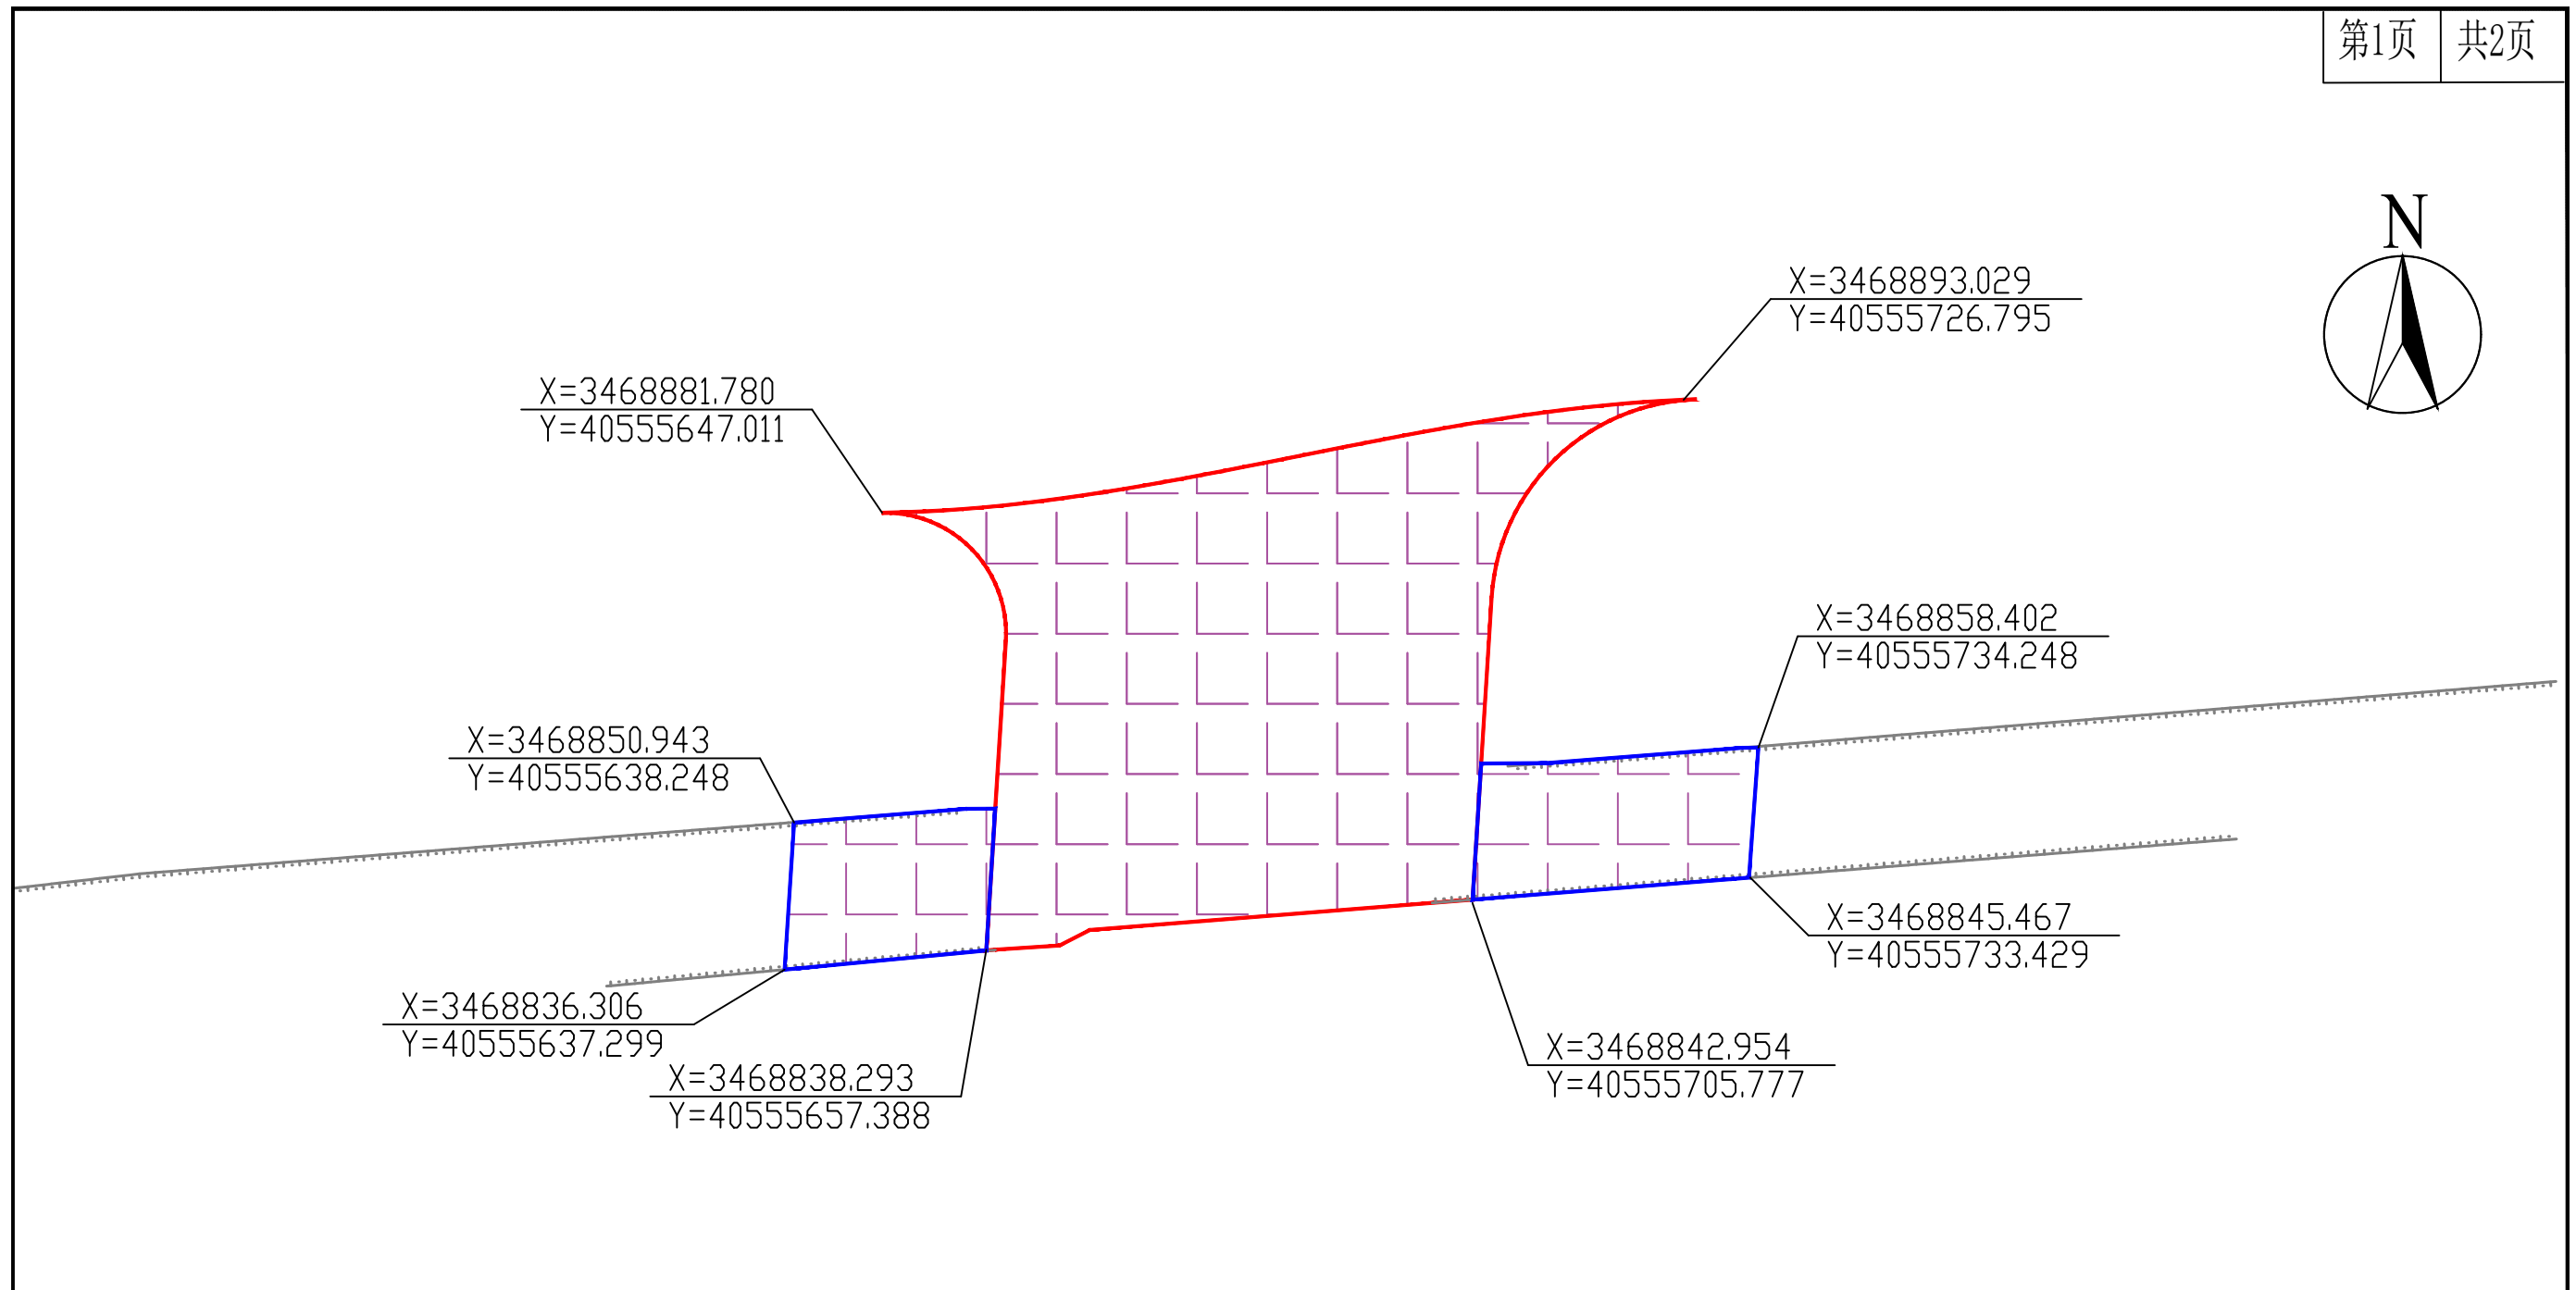 第1页 共2页
N
X=3468893.029
Y=40555726.795
X=3468881.780
Y=40555647.011
X=3468858.402
Y=40555734.248
X=3468850.943
Y=40555638.248
X=3468845.467
Y=40555733.429
X=3468836.306
Y=40555637.299
X=3468842.954
Y=40555705.777
X=3468838.293
Y=40555657.388